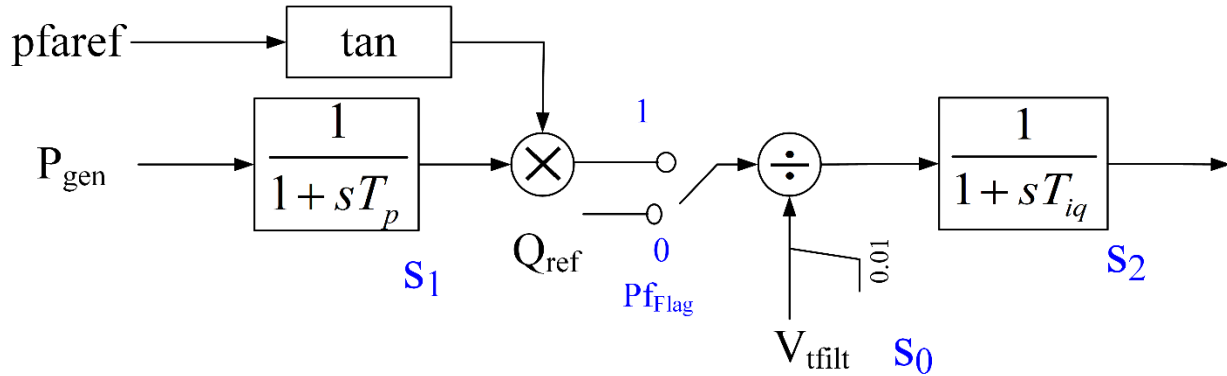 pfaref
tan
P_gen
1
1 + sT_p
s_1
×
1
0
Q_ref
Pf_Flag
÷
0.01
V_tfilt
s_0
1
1 + sT_iq
s_2